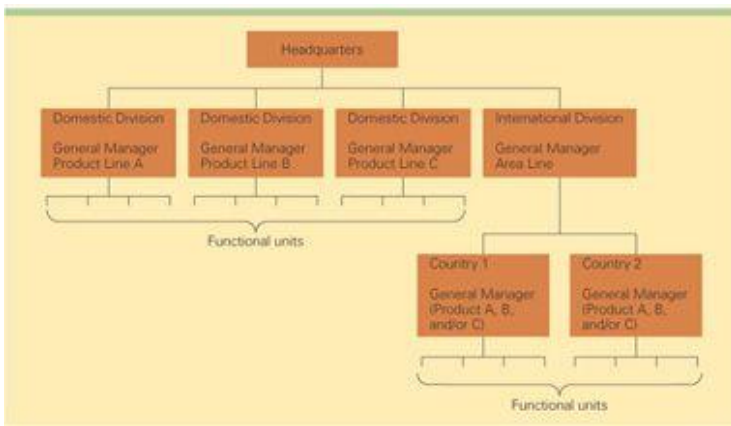 Headquarters
Domestic Division
General Manager
Product Line A
Domestic Division
General Manager
Product Line B
Domestic Division
General Manager
Product Line C
International Division
General Manager
Area Line
Functional units
Country 1
General Manager
(Product A, B,
and/or C)
Country 2
General Manager
(Product A, B,
and/or C)
Functional units